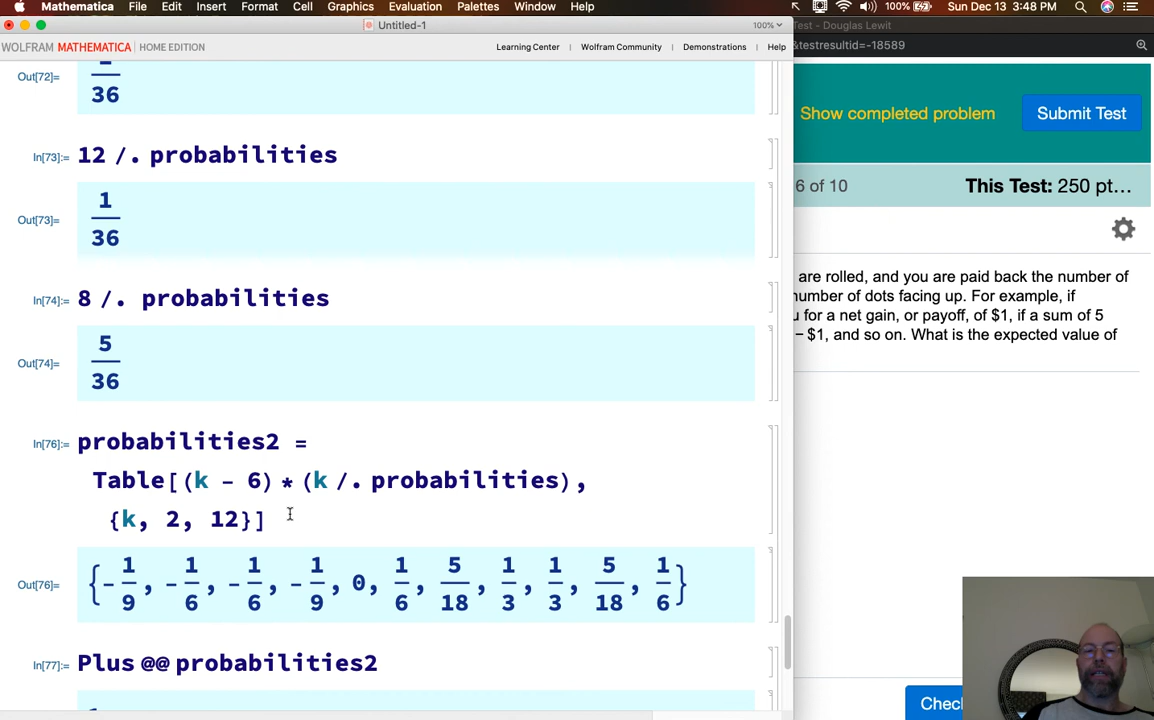 Mathematica File Edit Insert Format Cell Graphics Evaluation Palettes Window Help 100% Sun Dec 13 3:48 PM
Untitled-1 100%
Test - Douglas Lewit
WOLFRAM MATHEMATICA HOME EDITION Learning Center Wolfram Community Demonstrations Help
&testresultid=-18589
Out[72]=
36
Show completed problem Submit Test
In[73]:= 12 /. probabilities
6 of 10 This Test: 250 pt...
Out[73]= 1
36
are rolled, and you are paid back the number of
number of dots facing up. For example, if
u for a net gain, or payoff, of $1, if a sum of 5
− $1, and so on. What is the expected value of
In[74]:= 8 /. probabilities
Out[74]= 5
36
In[76]:= probabilities2 =
Table[(k - 6) * (k /. probabilities),
{k, 2, 12}]
Out[76]= {-1/9, -1/6, -1/6, -1/9, 0, 1/6, 5/18, 1/3, 1/3, 5/18, 1/6}
In[77]:= Plus @@ probabilities2
Chec